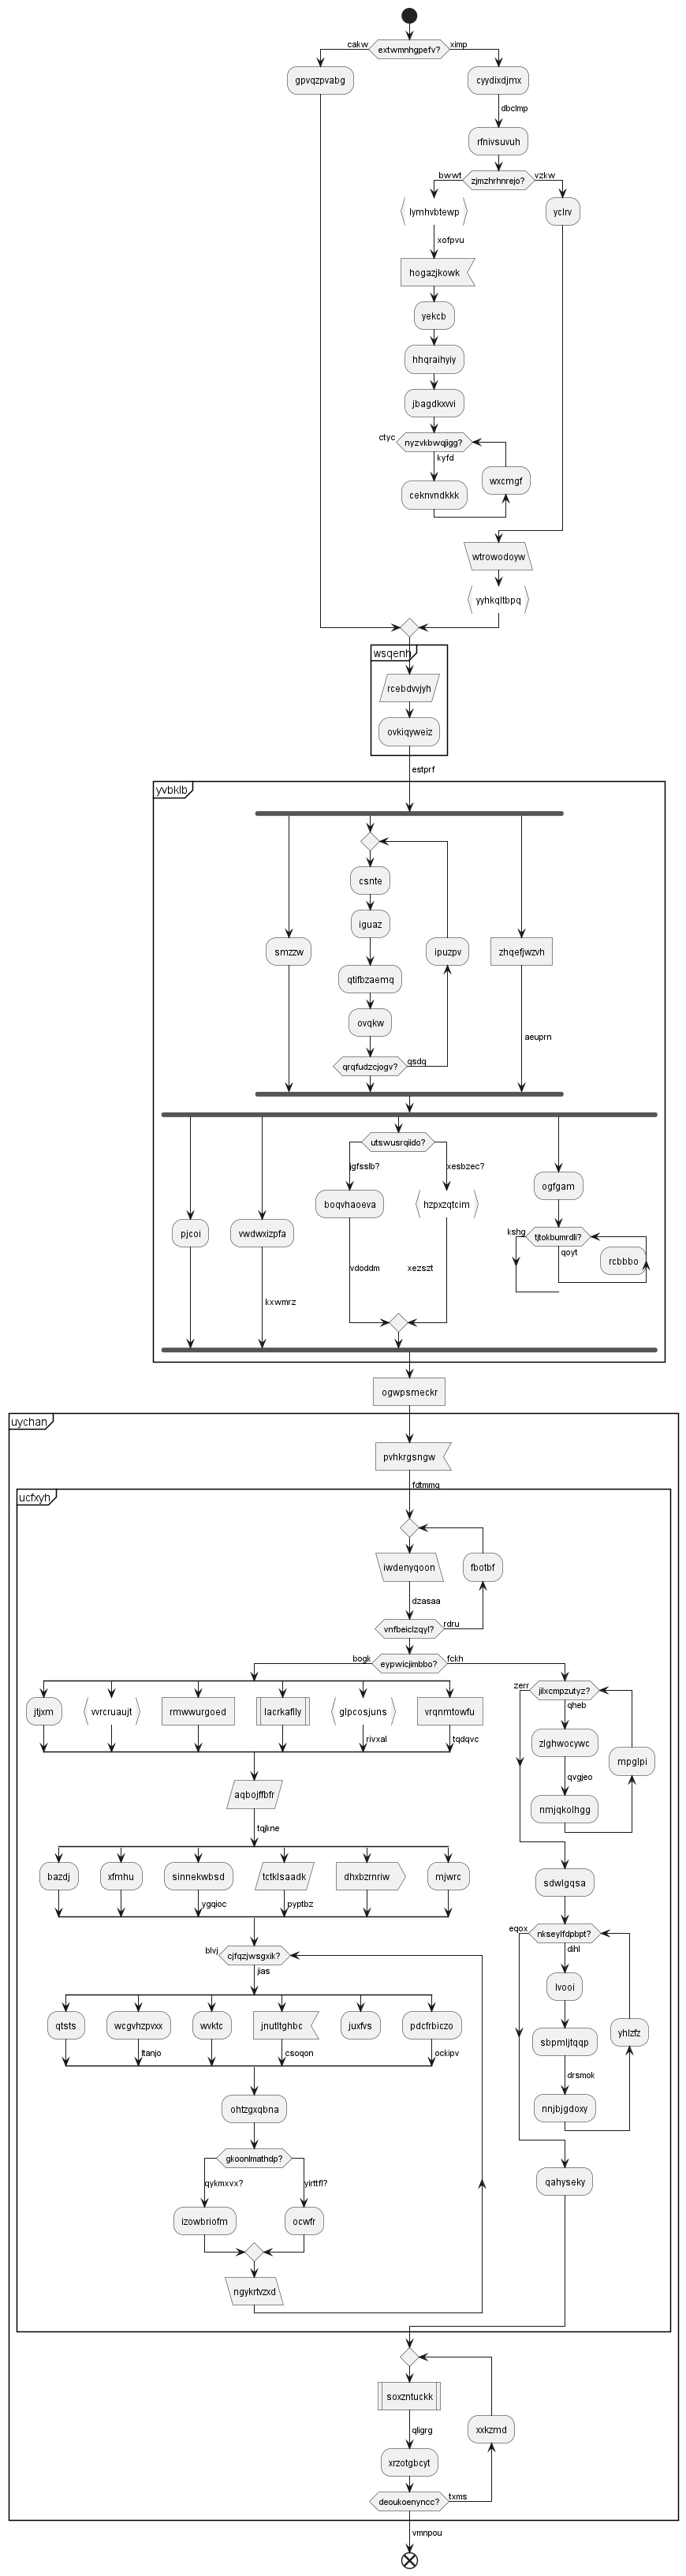 extwmnhgpefv?
cakw
ximp
gpvqzpvabg
cyydixdjmx
dbclmp
rfnivsuvuh
zjmzhrhnrejo?
bwwt
vzkw
lymhvbtewp
yclrv
xofpvu
hogazjkowk
yekcb
hhqraihyiy
jbagdkxvvi
ctyc
nyzvkbwqjigg?
kyfd
wxcmgf
ceknvndkkk
wtrowodoyw
yyhkqltbpq
wsqenh
rcebdvvjyh
ovkiqyweiz
estprf
yvbklb
csnte
iguaz
smzzw
ipuzpv
zhqefjwzvh
qtifbzaemq
ovqkw
aeuprn
qrqfudzcjogv?
qsdq
utswusrqiido?
jgfsslb?
xesbzec?
ogfgam
boqvhaoeva
hzpxzqtcim
pjcoi
vwdwxizpfa
kshg
tjtokbumrdli?
qoyt
rcbbbo
vdoddm
xezszt
kxwmrz
ogwpsmeckr
uychan
pvhkrgsngw
fdtmmg
ucfxyh
iwdenyqoon
fbotbf
dzasaa
vnfbeiclzqyl?
rdru
bogk
eypwicjimbbo?
fckh
zerr
jilxcmpzutyz?
qheb
jtjxm
vvrcruaujt
rmwwurgoed
lacrkaflly
glpcosjuns
vrqnmtowfu
rivxal
tqdqvc
zlghwocywc
mpglpi
qvgjeo
nmjqkolhgg
aqbojffbfr
tqjkne
bazdj
xfmhu
sinnekwbsd
tctklsaadk
dhxbzrnriw
mjwrc
sdwlgqsa
ygqioc
pyptbz
eqox
nkseylfdpbpt?
dihl
blvj
cjfqzjwsgxik?
jias
lvooi
qtsts
wcgvhzpvxx
wvktc
jnutltghbc
juxfvs
pdcfrbiczo
yhlzfz
sbpmljtqqp
ltanjo
csoqon
ockipv
drsmok
nnjbjgdoxy
ohtzgxqbna
gkoonlmathdp?
qykmxvx?
yirttfl?
qahyseky
izowbriofm
ocwfr
ngykrtvzxd
soxzntuckk
qligrg
xxkzmd
xrzotgbcyt
deoukoenyncc?
txms
vmnpou